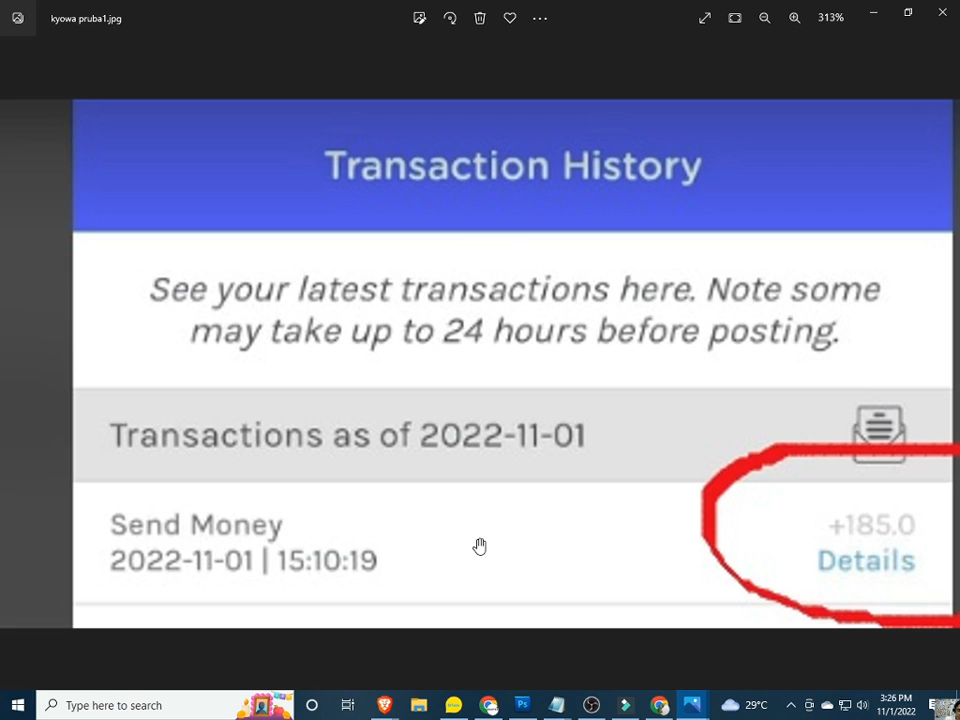 kyowa pruba1.jpg
313%
Transaction History
See your latest transactions here. Note some
may take up to 24 hours before posting.
Transactions as of 2022-11-01
Send Money
+185.0
2022-11-01 | 15:10:19
Details
Type here to search
Ps
29°C
3:26 PM
11/1/2022